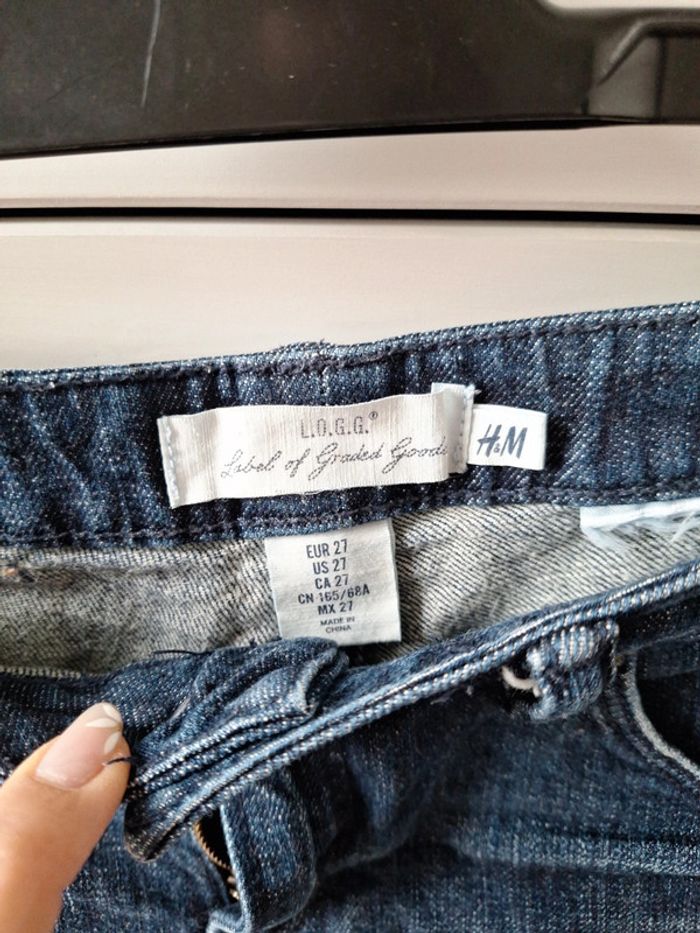 L.O.G.G.®
Label of Graded Goods
H&M
EUR 27
US 27
CA 27
CN 165/68A
MX 27
MADE IN
CHINA